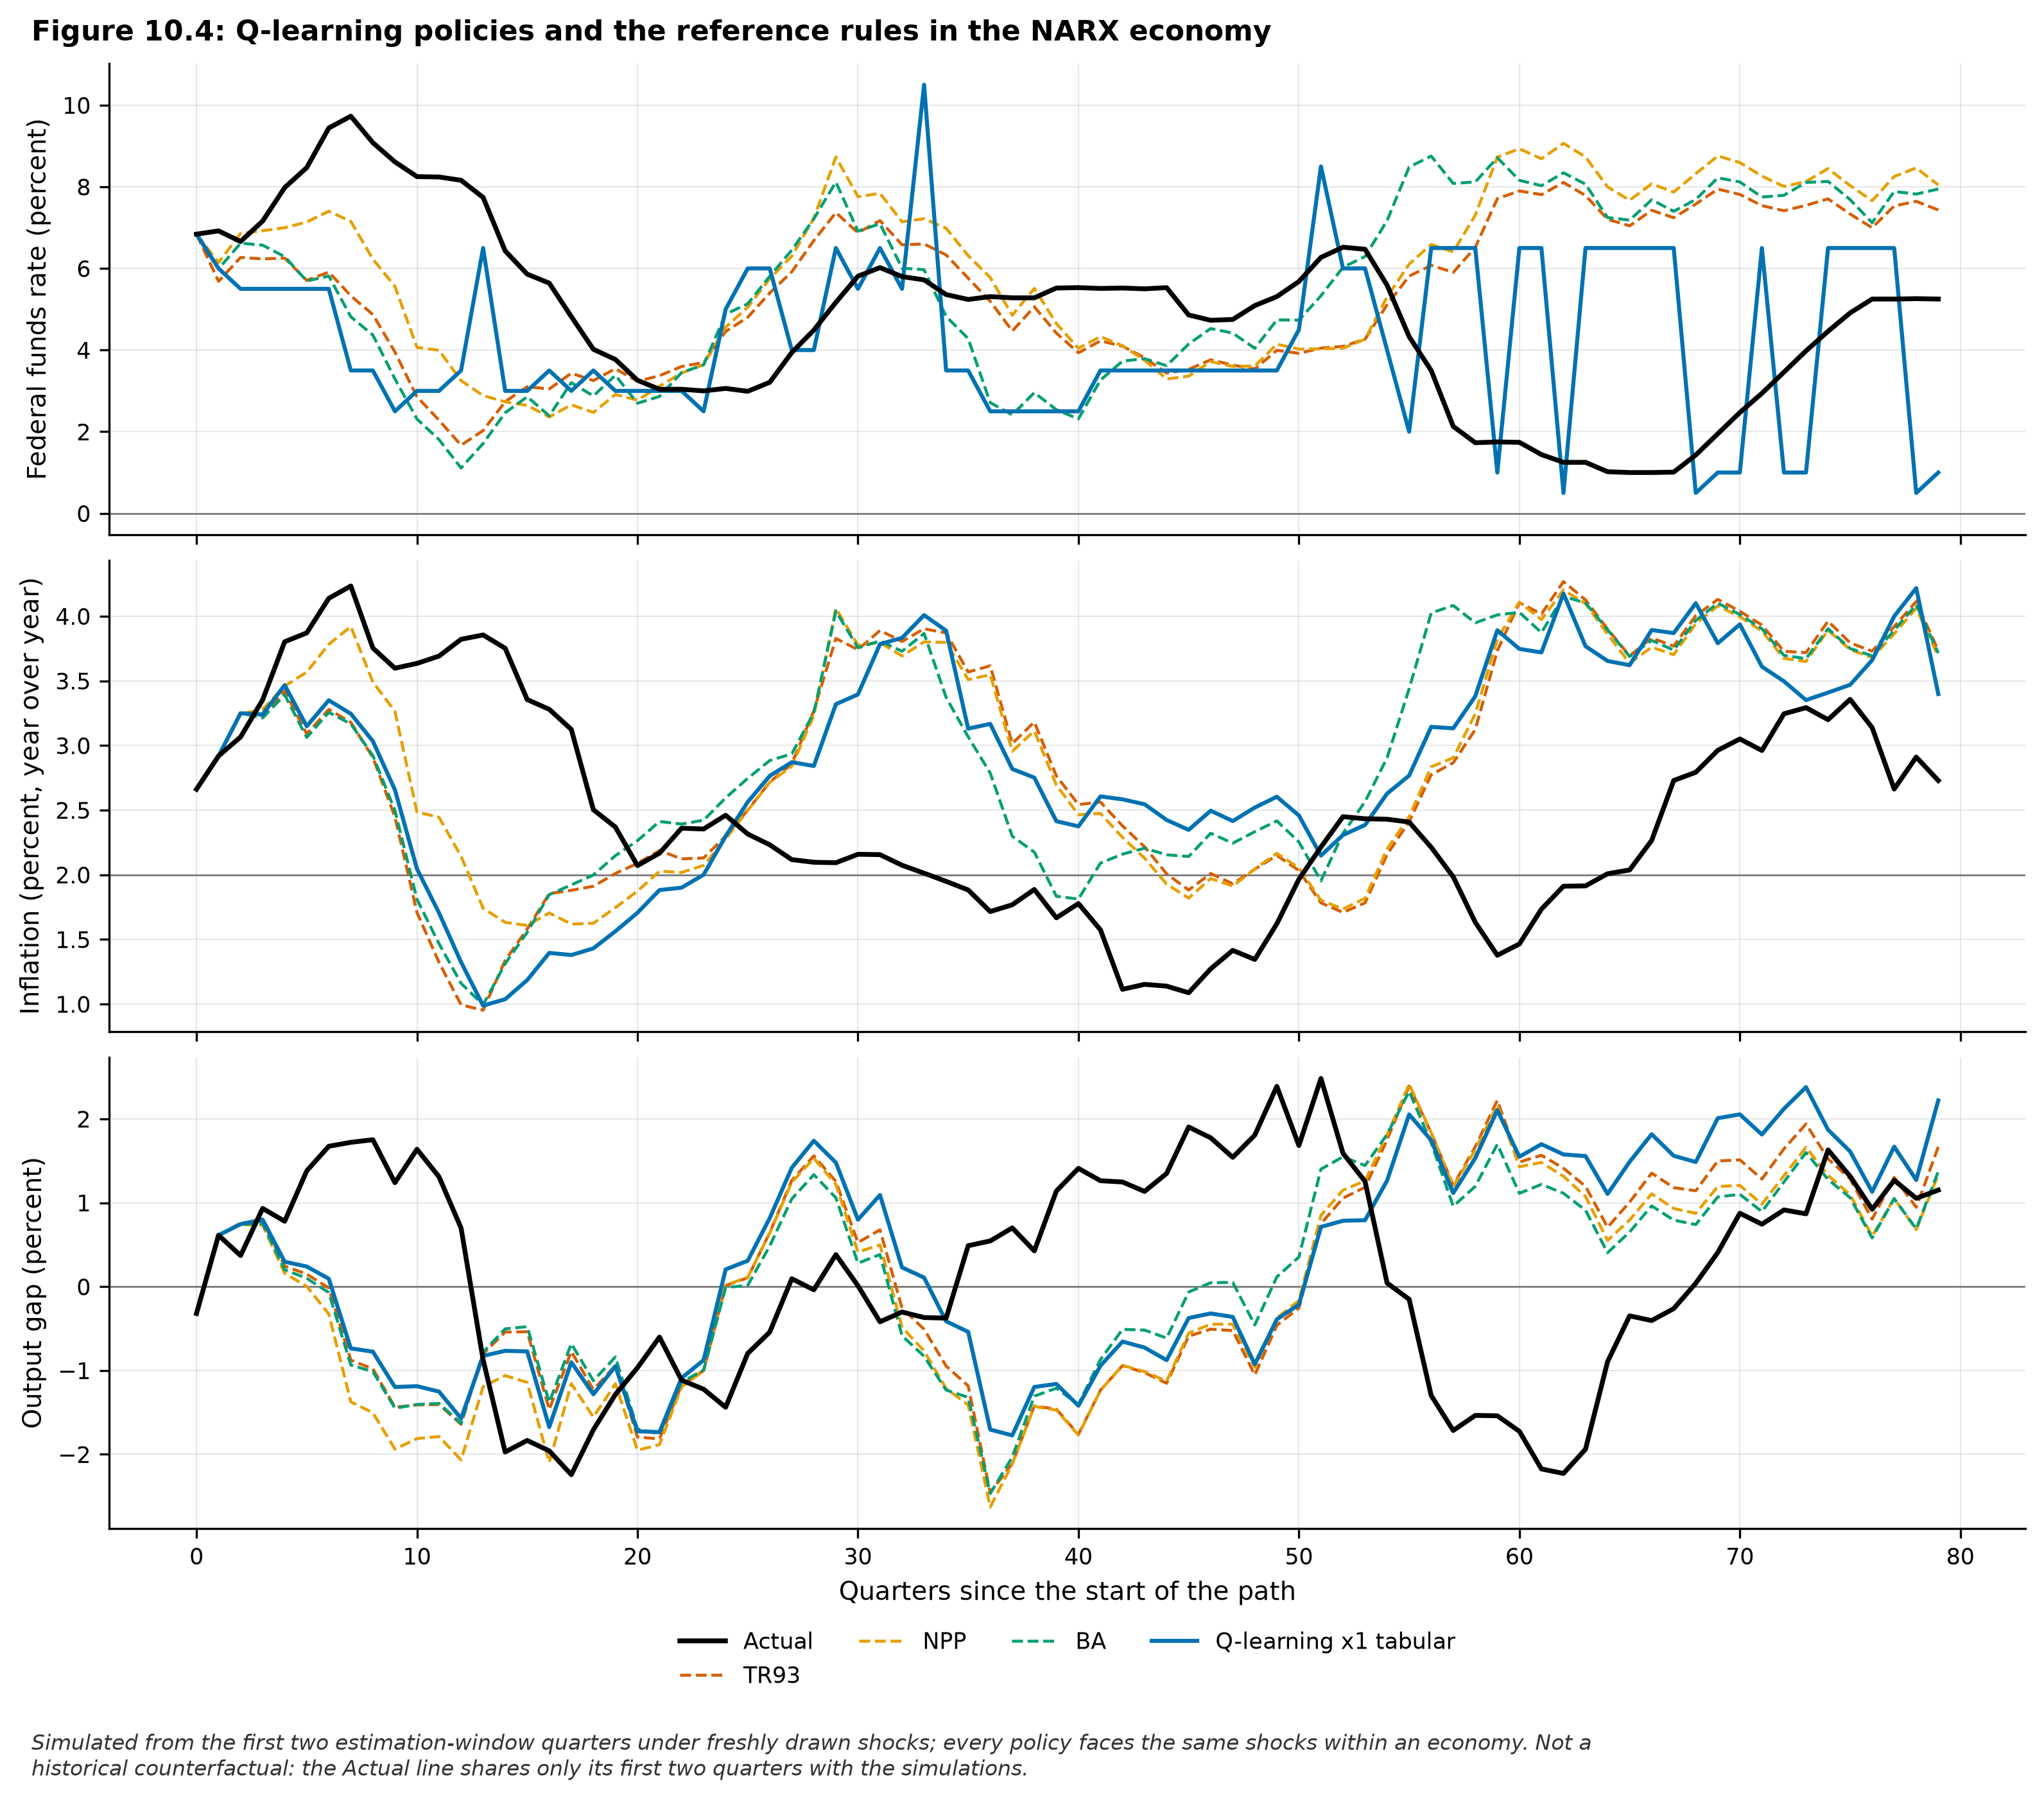 Figure 10.4: Q-learning policies and the reference rules in the NARX economy
Federal funds rate (percent)
10
8
6
4
2
0
Inflation (percent, year over year)
4.0
3.5
3.0
2.5
2.0
1.5
1.0
Output gap (percent)
2
1
0
−1
−2
0 10 20 30 40 50 60 70 80
Quarters since the start of the path
Actual NPP BA Q-learning x1 tabular
TR93
Simulated from the first two estimation-window quarters under freshly drawn shocks; every policy faces the same shocks within an economy. Not a
historical counterfactual: the Actual line shares only its first two quarters with the simulations.